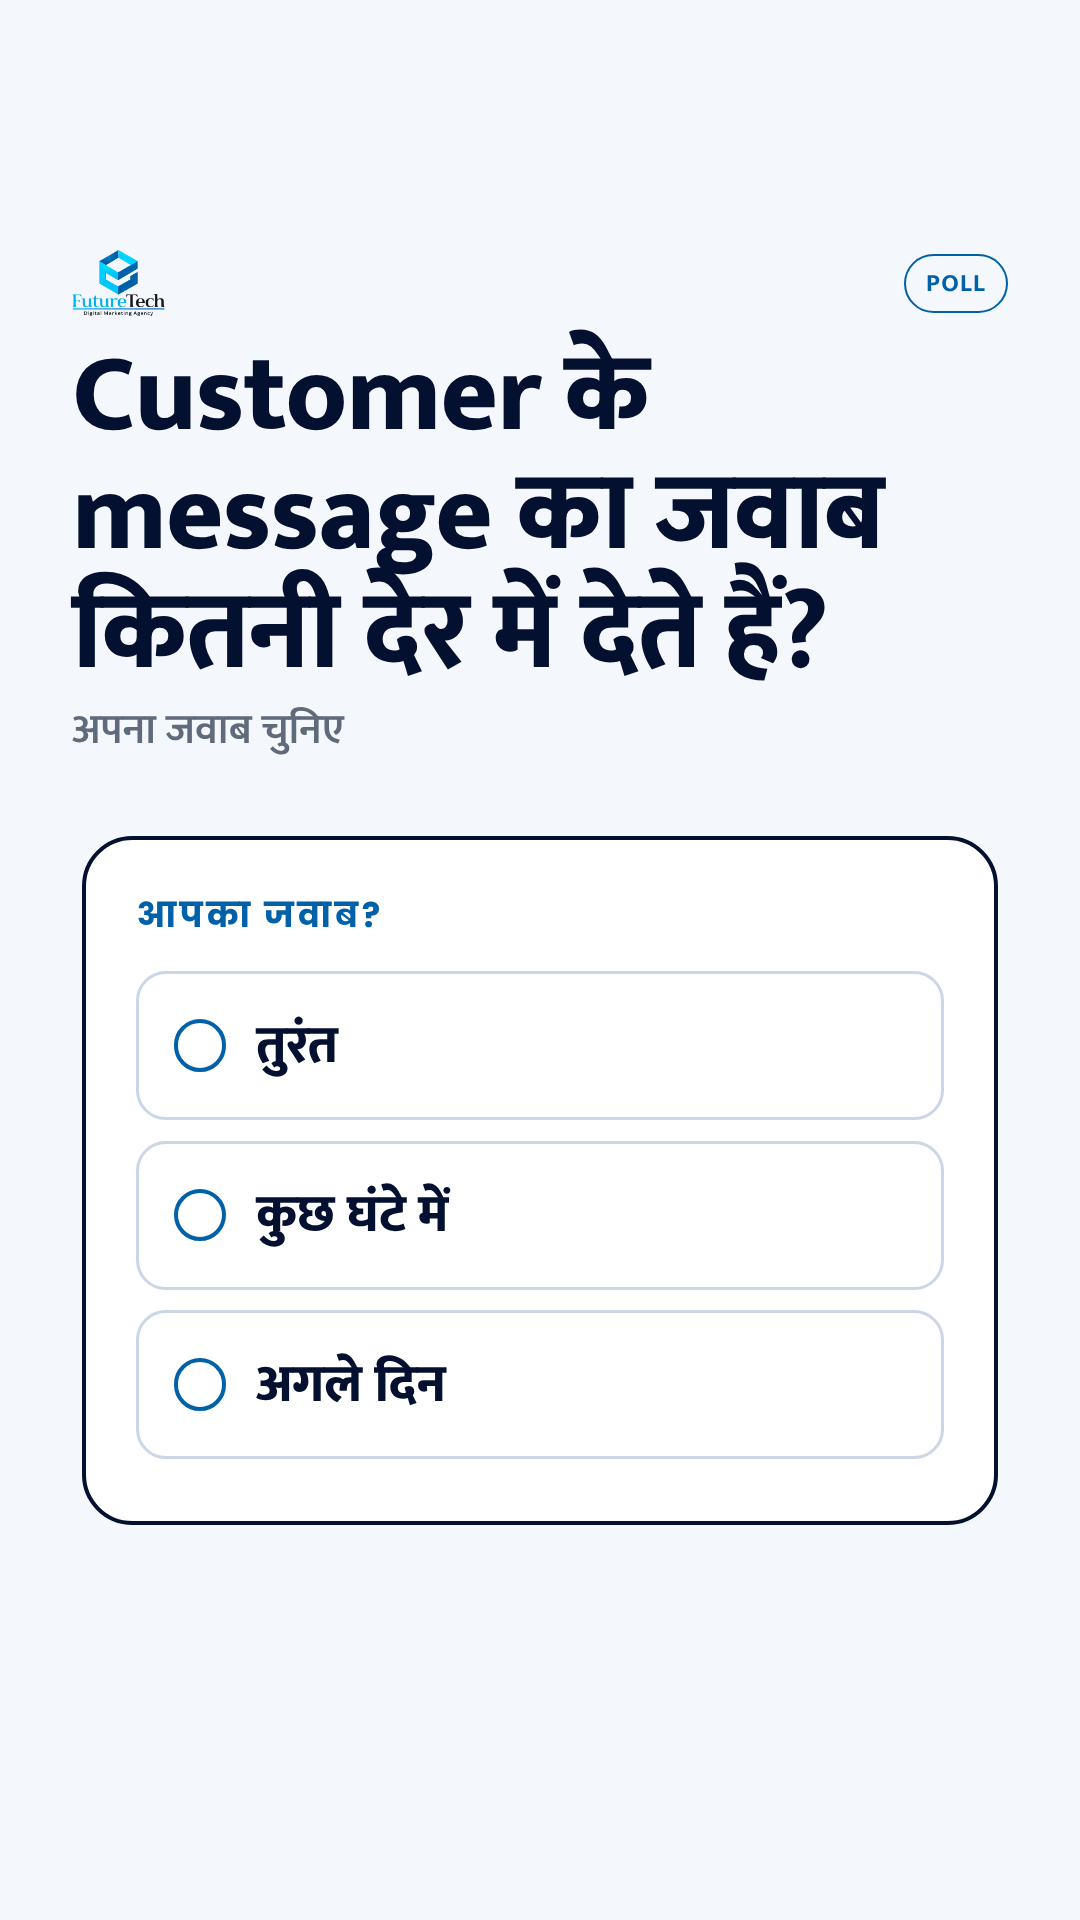 FutureTech
Digital Marketing Agency
POLL
Customer के
message का जवाब
कितनी देर में देते हैं?
अपना जवाब चुनिए
आपका जवाब?
तुरंत
कुछ घंटे में
अगले दिन